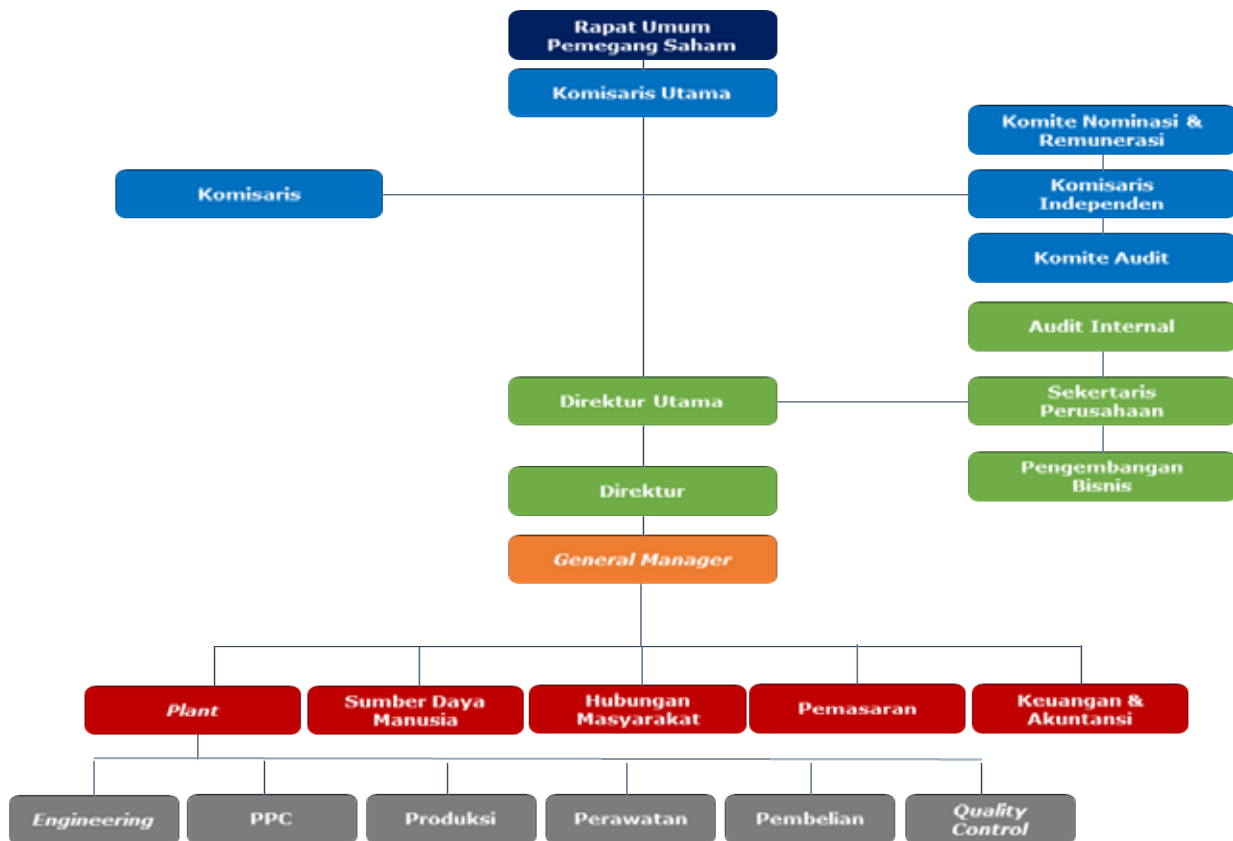 Rapat Umum
Pemegang Saham
Komisaris Utama
Komite Nominasi &
Remunerasi
Komisaris
Komisaris
Independen
Komite Audit
Audit Internal
Direktur Utama
Sekertaris
Perusahaan
Direktur
Pengembangan
Bisnis
General Manager
Plant
Sumber Daya
Manusia
Hubungan
Masyarakat
Pemasaran
Keuangan &
Akuntansi
Engineering
PPC
Produksi
Perawatan
Pembelian
Quality
Control